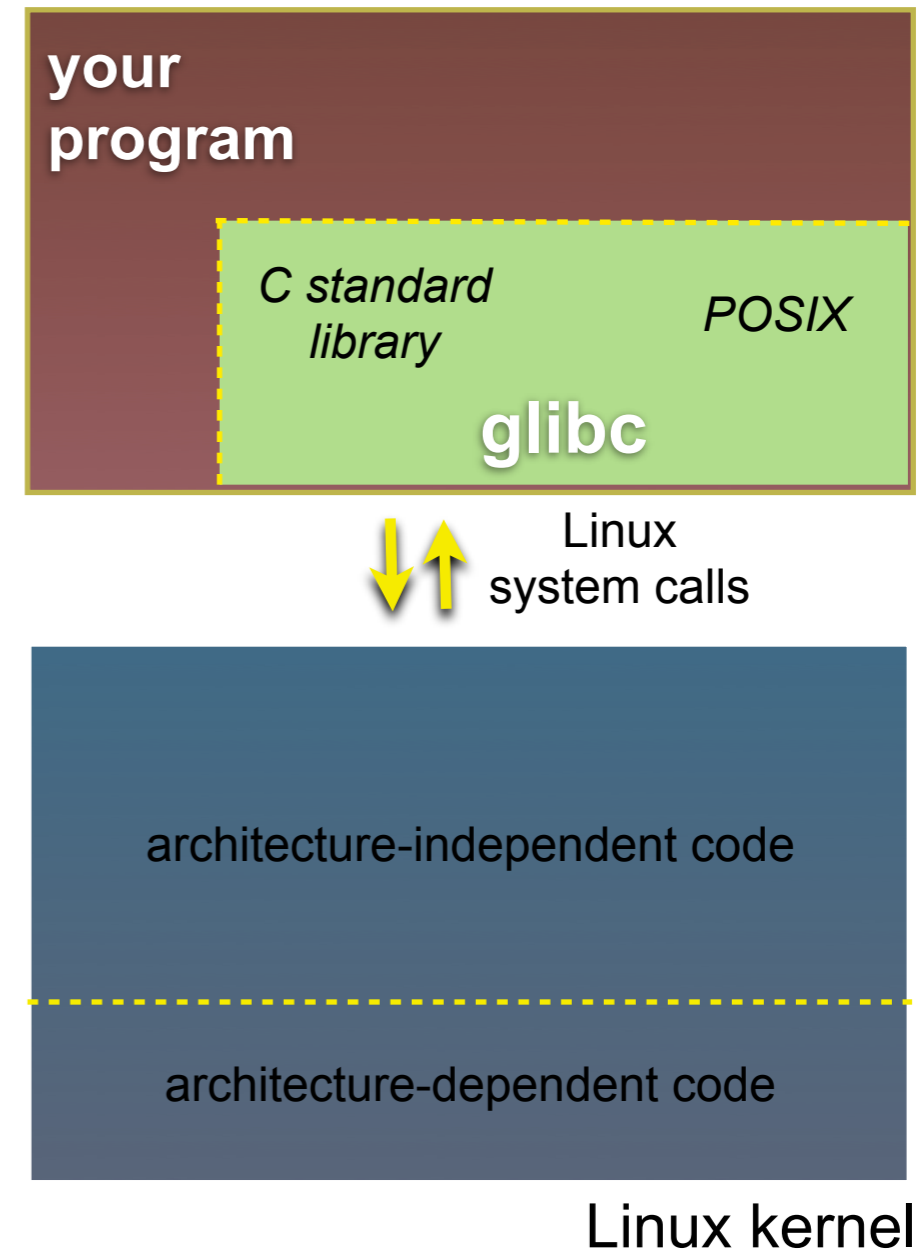 your
program
C standard
library
POSIX
glibc
Linux
system calls
architecture-independent code
architecture-dependent code
Linux kernel